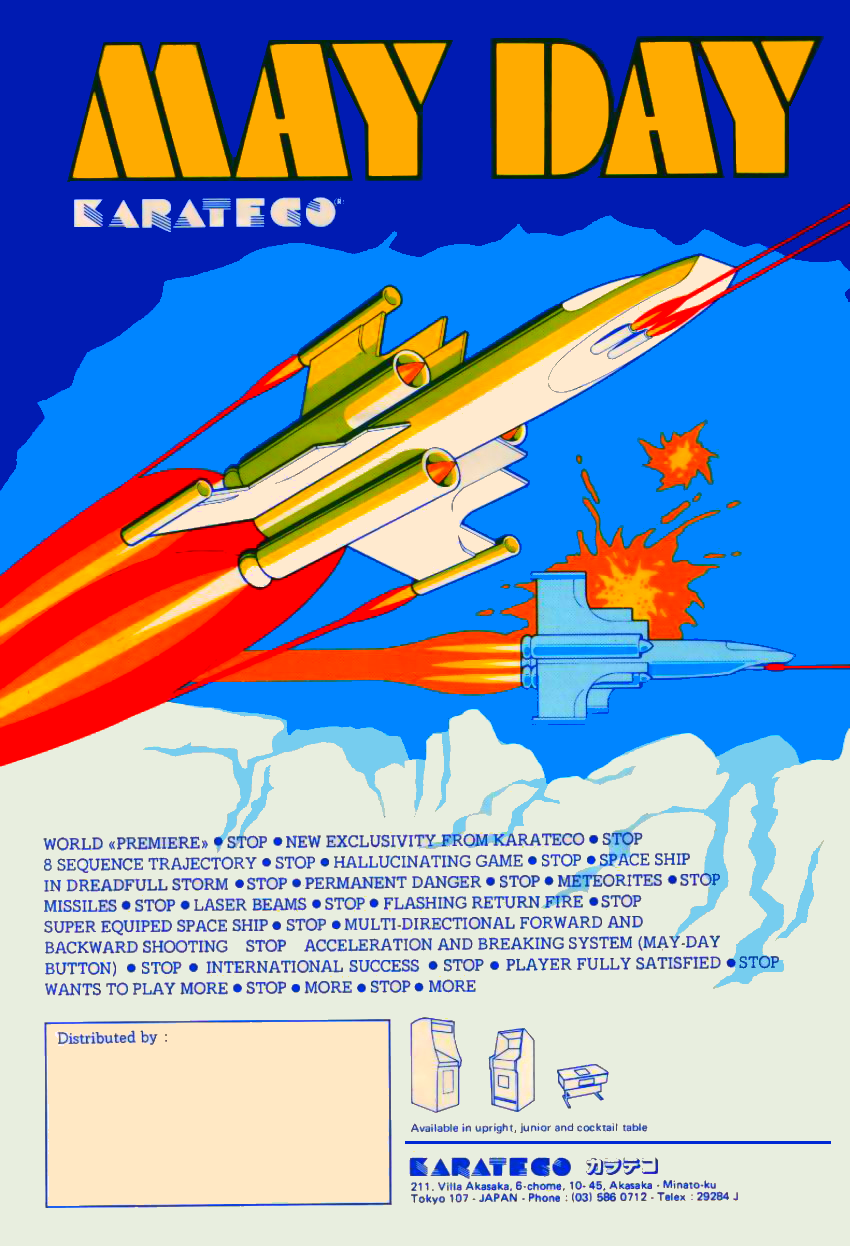 MAY DAY
KARATECO®
WORLD «PREMIERE» ● STOP ● NEW EXCLUSIVITY FROM KARATECO ● STOP
8 SEQUENCE TRAJECTORY ● STOP ● HALLUCINATING GAME ● STOP ● SPACE SHIP
IN DREADFULL STORM ● STOP ● PERMANENT DANGER ● STOP ● METEORITES ● STOP
MISSILES ● STOP ● LASER BEAMS ● STOP ● FLASHING RETURN FIRE ● STOP
SUPER EQUIPED SPACE SHIP ● STOP ● MULTI-DIRECTIONAL FORWARD AND
BACKWARD SHOOTING STOP ACCELERATION AND BREAKING SYSTEM (MAY-DAY
BUTTON) ● STOP ● INTERNATIONAL SUCCESS ● STOP ● PLAYER FULLY SATISFIED ● STOP
WANTS TO PLAY MORE ● STOP ● MORE ● STOP ● MORE
Distributed by :
Available in upright, junior and cocktail table
KARATECO カラテコ
211, Villa Akasaka, 6-chome, 10-45, Akasaka - Minato-ku
Tokyo 107 - JAPAN - Phone : (03) 586 0712 - Telex : 29284 J